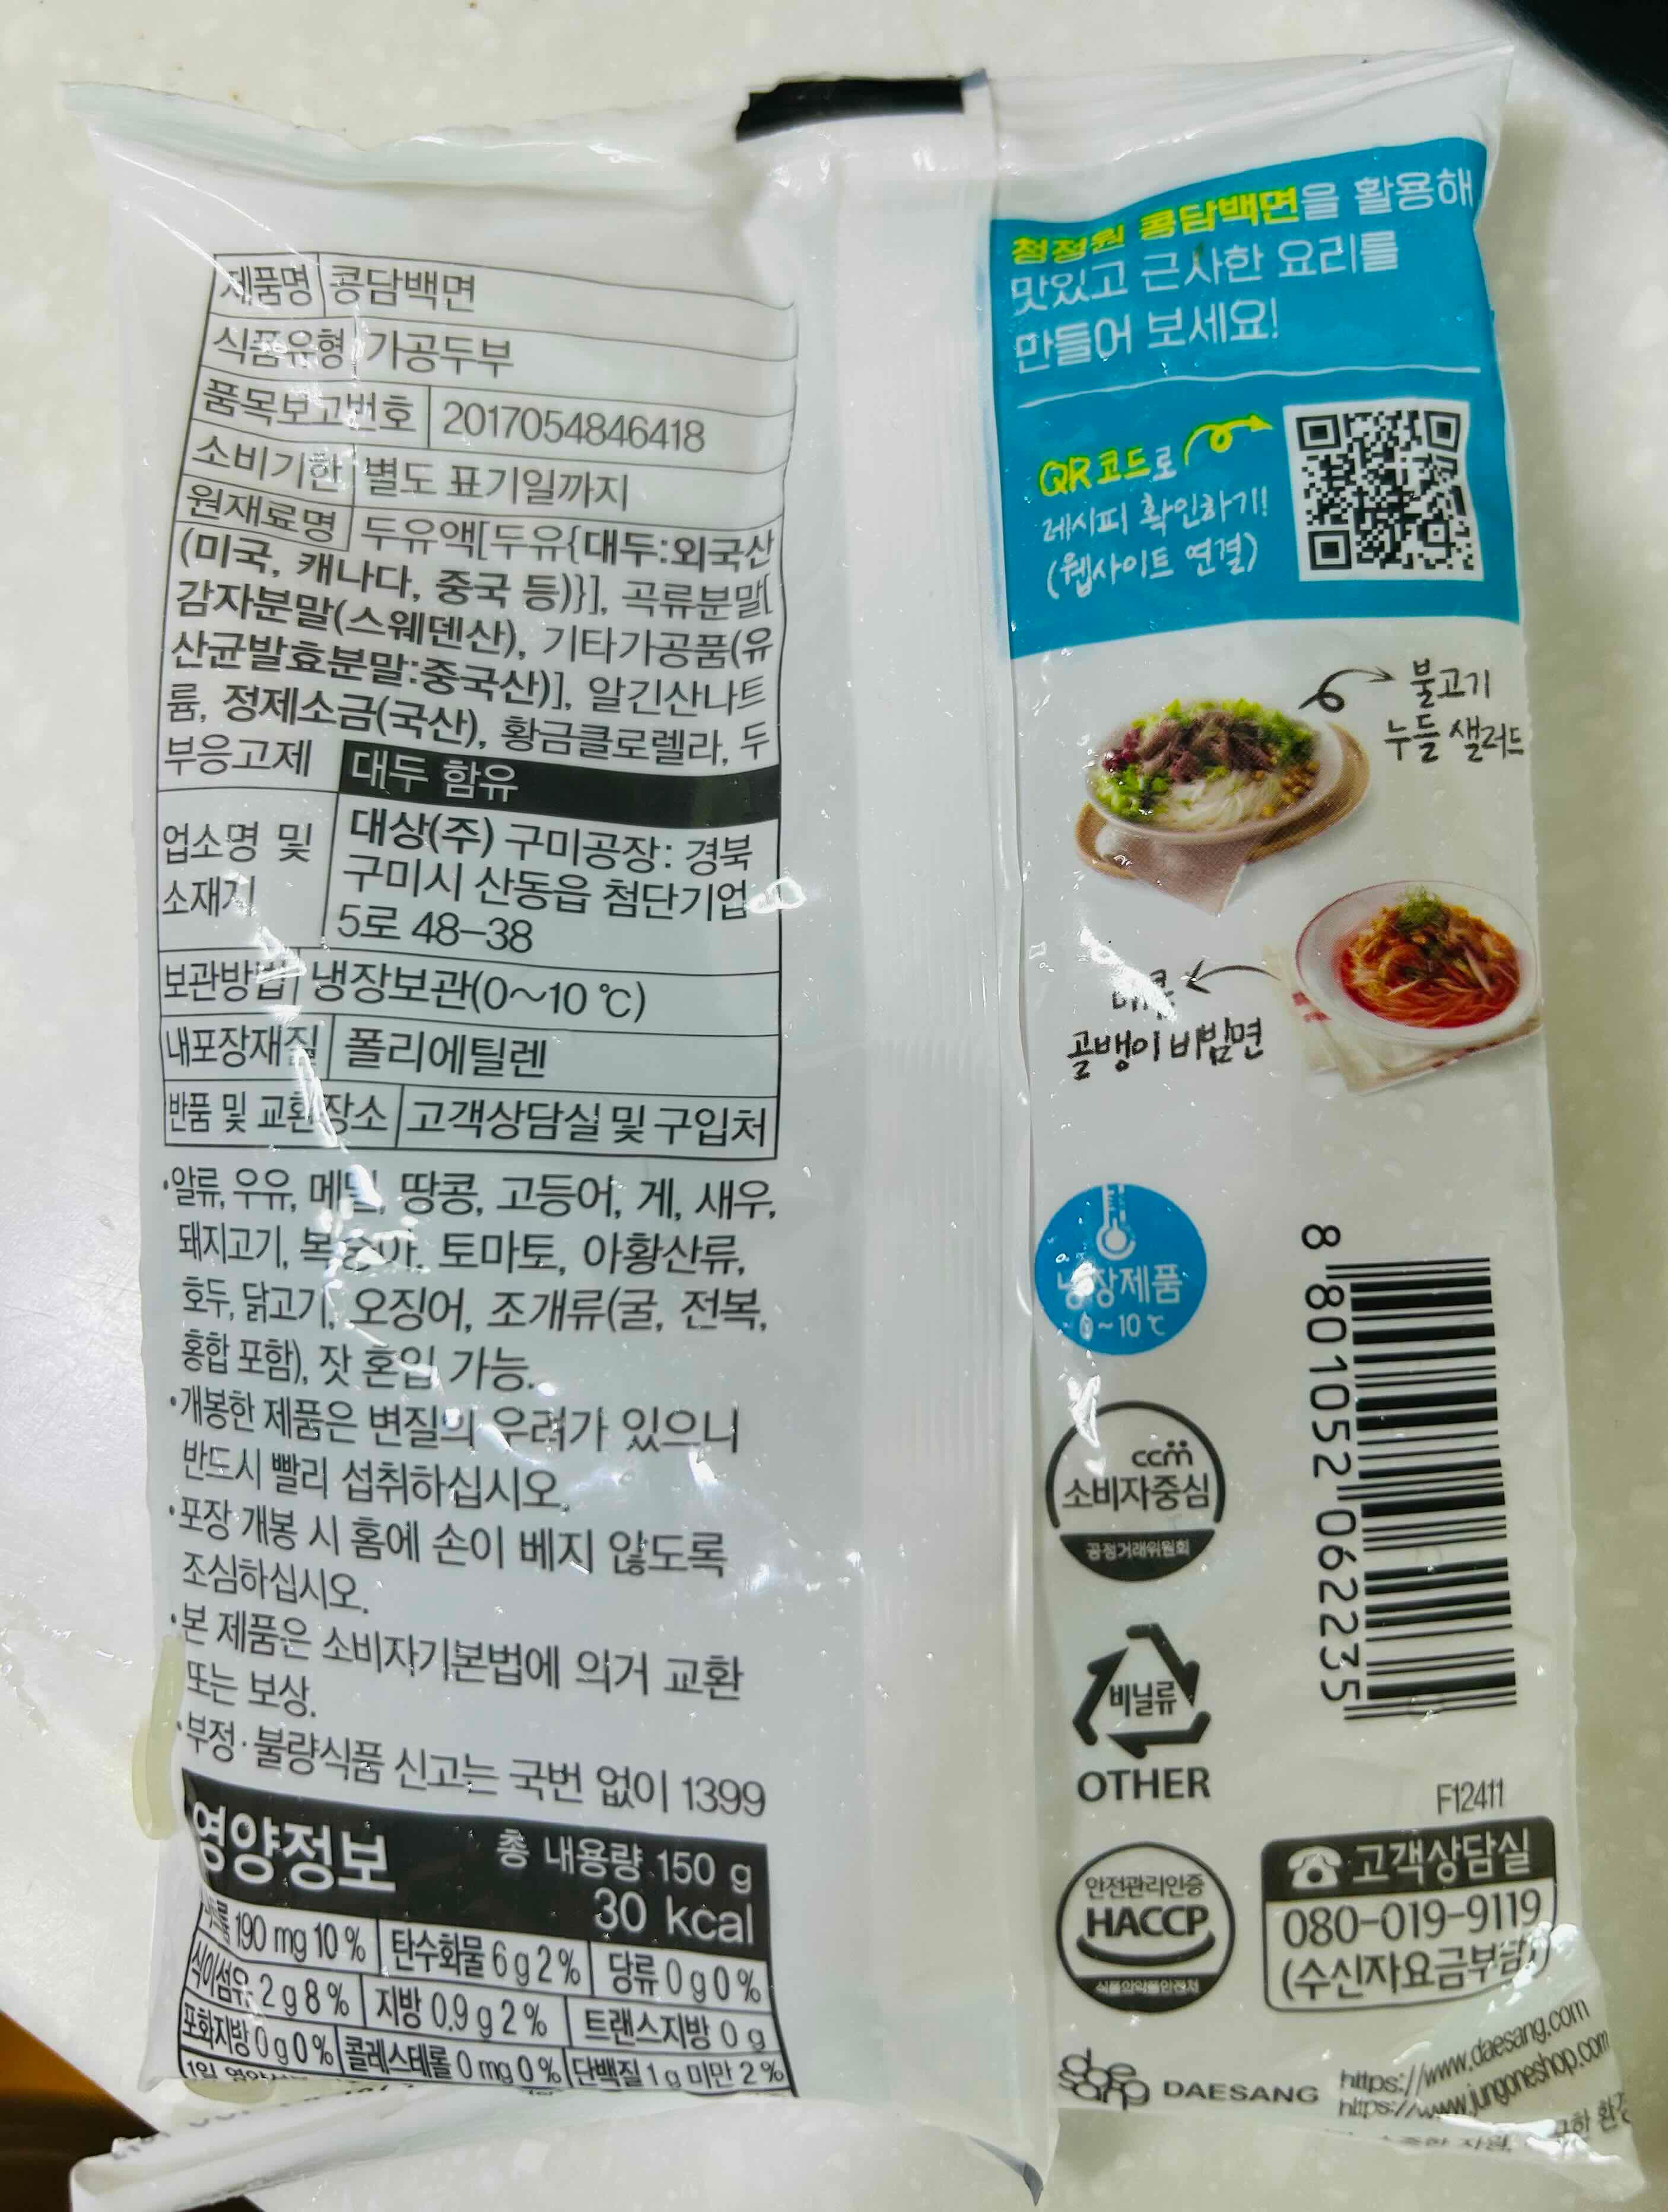 제품명 콩담백면
식품유형 가공두부
품목보고번호 2017054846418
소비기한 별도 표기일까지
원재료명 두유액[두유{대두:외국산
(미국, 캐나다, 중국 등)}], 곡류분말[
감자분말(스웨덴산), 기타가공품(유
산균발효분말:중국산)], 알긴산나트
륨, 정제소금(국산), 황금클로렐라, 두
부응고제 대두 함유
업소명 및
소재지
대상(주) 구미공장: 경북
구미시 산동읍 첨단기업
5로 48-38
보관방법 냉장보관(0~10 ℃)
내포장재질 폴리에틸렌
반품 및 교환장소 고객상담실 및 구입처
•알류, 우유, 메밀, 땅콩, 고등어, 게, 새우,
돼지고기, 복숭아, 토마토, 아황산류,
호두, 닭고기, 오징어, 조개류(굴, 전복,
홍합 포함), 잣 혼입 가능.
•개봉한 제품은 변질의 우려가 있으니
반드시 빨리 섭취하십시오.
•포장 개봉 시 홈에 손이 베지 않도록
조심하십시오.
•본 제품은 소비자기본법에 의거 교환
또는 보상.
•부정·불량식품 신고는 국번 없이 1399
영양정보
총 내용량 150 g
30 kcal
190 mg 10 % 탄수화물 6 g 2 % 당류 0 g 0 %
식이섬유 2 g 8 % 지방 0.9 g 2 % 트랜스지방 0 g
포화지방 0 g 0 % 콜레스테롤 0 mg 0 % 단백질 1 g 미만 2 %
청정원 콩담백면을 활용해
맛있고 근사한 요리를
만들어 보세요!
QR코드로
레시피 확인하기!
(웹사이트 연결)
불고기
누들 샐러드
골뱅이 비빔면
냉장제품
0~10 ℃
ccm
소비자중심
공정거래위원회
비닐류
OTHER
8 801052 062235
F12411
안전관리인증
HACCP
식품의약품안전처
고객상담실
080-019-9119
(수신자요금부담)
daesang DAESANG
https://www.daesang.com
https://www.jungoneshop.com